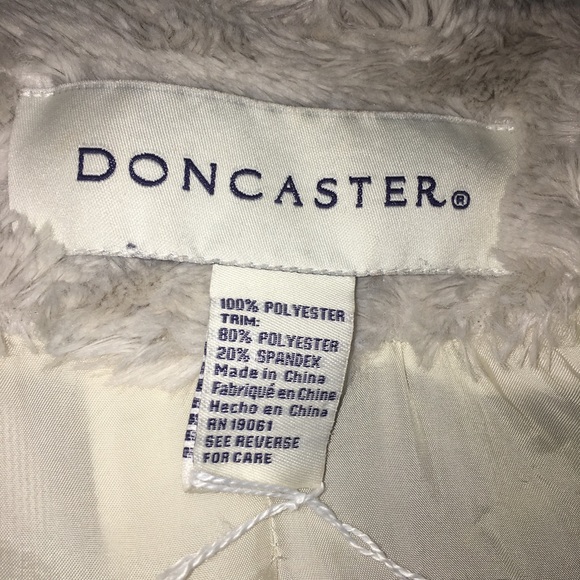 DONCASTER®
100% POLYESTER
TRIM:
80% POLYESTER
20% SPANDEX
Made in China
Fabriqué en Chine
Hecho en China
RN 19061
SEE REVERSE
FOR CARE